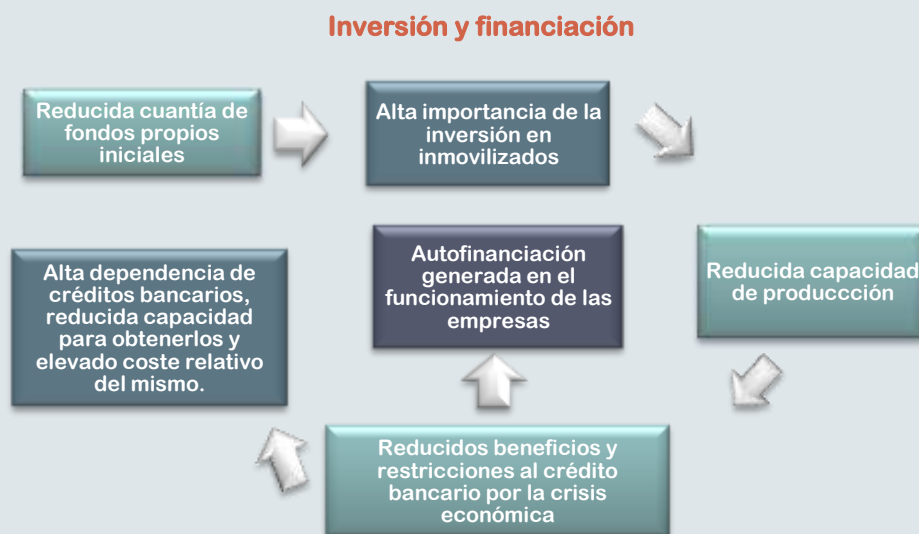 Inversión y financiación
Reducida cuantía de
fondos propios
iniciales
Alta importancia de la
inversión en
inmovilizados
Reducida capacidad
de produccción
Reducidos beneficios y
restricciones al crédito
bancario por la crisis
económica
Autofinanciación
generada en el
funcionamiento de las
empresas
Alta dependencia de
créditos bancarios,
reducida capacidad
para obtenerlos y
elevado coste relativo
del mismo.